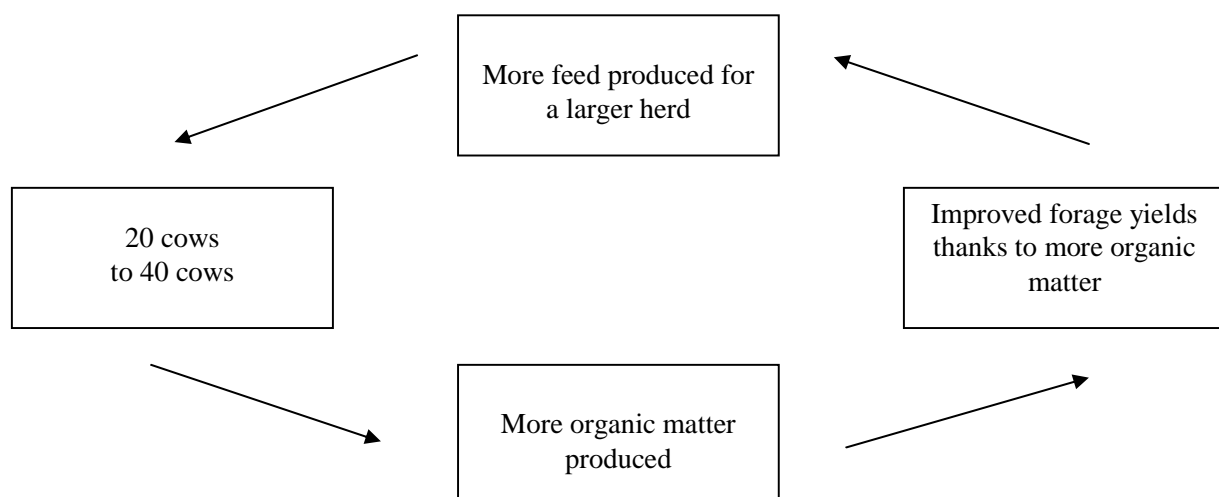 More feed produced for
a larger herd
20 cows
to 40 cows
Improved forage yields
thanks to more organic
matter
More organic matter
produced